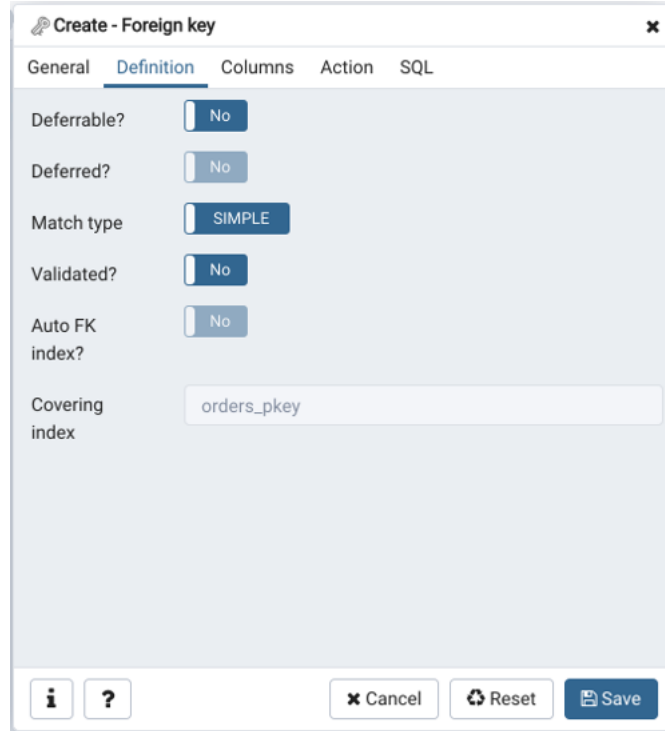 Create - Foreign key
General Definition Columns Action SQL
Deferrable? No
Deferred? No
Match type SIMPLE
Validated? No
Auto FK No
index?
Covering orders_pkey
index
i ? Cancel Reset Save